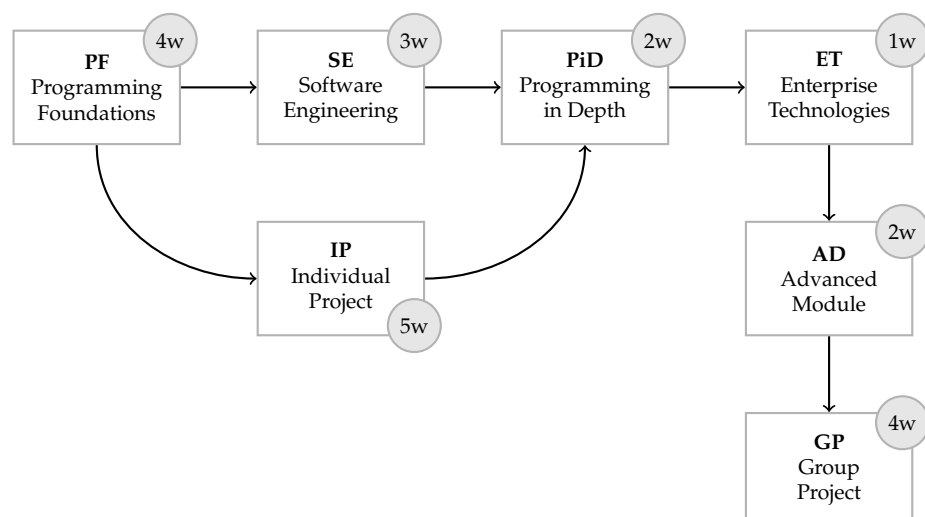 4w
PF
Programming
Foundations
3w
SE
Software
Engineering
2w
PiD
Programming
in Depth
1w
ET
Enterprise
Technologies
IP
Individual
Project
5w
2w
AD
Advanced
Module
4w
GP
Group
Project